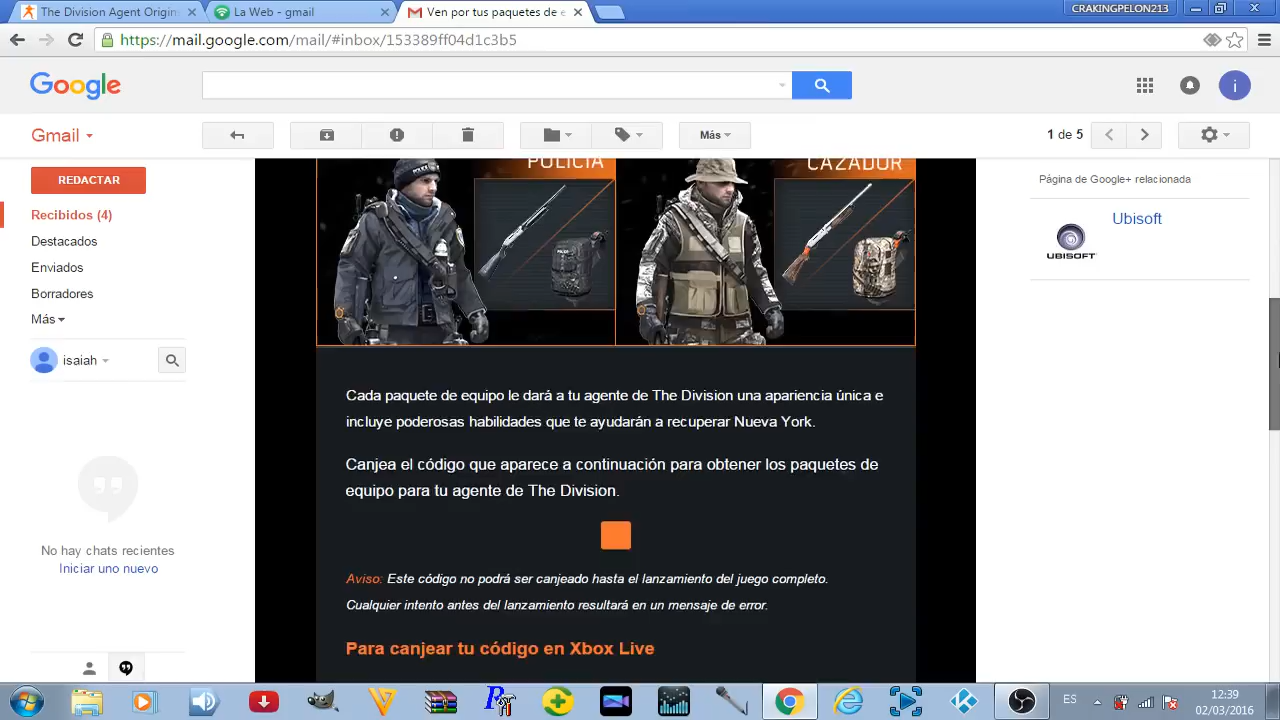 The Division Agent Origin
La Web - gmail
Ven por tus paquetes de e
CRAKINGPELON213
https://mail.google.com/mail/#inbox/153389ff04d1c3b5
Google
i
Gmail
Más
1 de 5
REDACTAR
Recibidos (4)
Destacados
Enviados
Borradores
Más
isaiah
No hay chats recientes
Iniciar uno nuevo
POLICÍA
CAZADOR
POLICE
Cada paquete de equipo le dará a tu agente de The Division una apariencia única e
incluye poderosas habilidades que te ayudarán a recuperar Nueva York.
Canjea el código que aparece a continuación para obtener los paquetes de
equipo para tu agente de The Division.
Aviso: Este código no podrá ser canjeado hasta el lanzamiento del juego completo.
Cualquier intento antes del lanzamiento resultará en un mensaje de error.
Para canjear tu código en Xbox Live
Página de Google+ relacionada
Ubisoft
UBISOFT
ES
12:39
02/03/2016